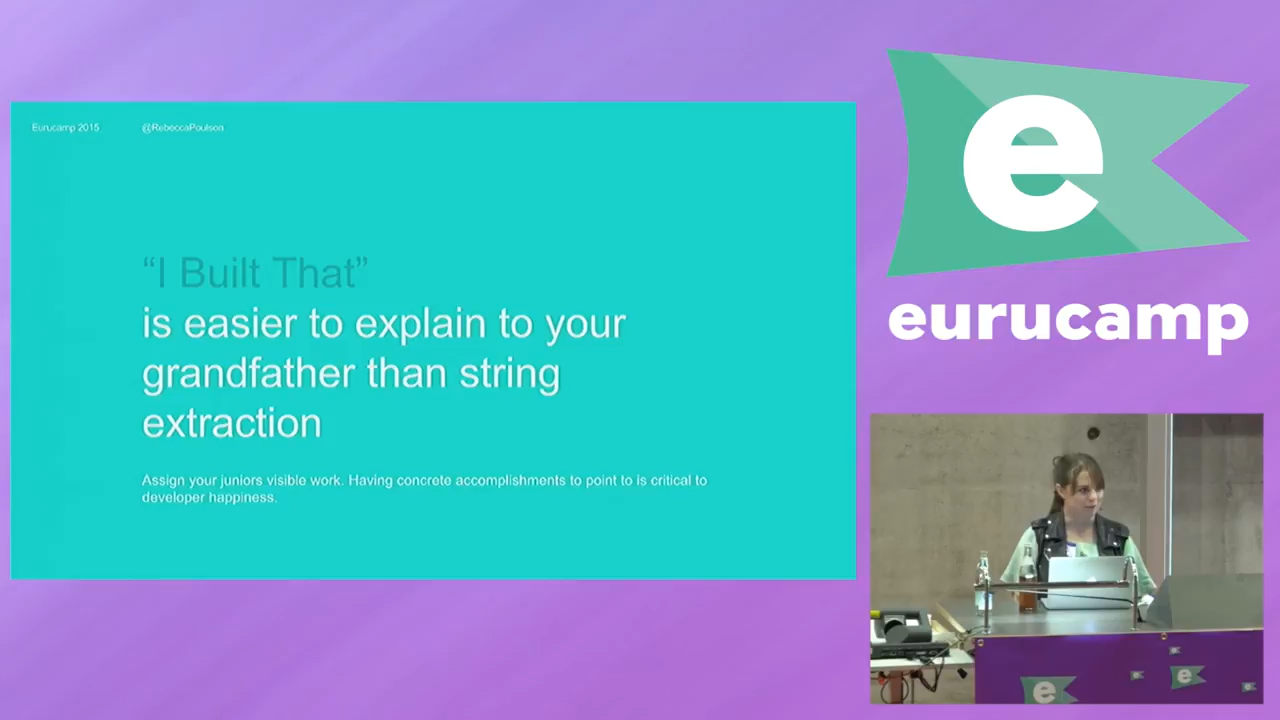 Eurucamp 2015 @RebeccaPoulson
“I Built That”
is easier to explain to your
grandfather than string
extraction
Assign your juniors visible work. Having concrete accomplishments to point to is critical to
developer happiness.
e
eurucamp
e
e
e
e
e